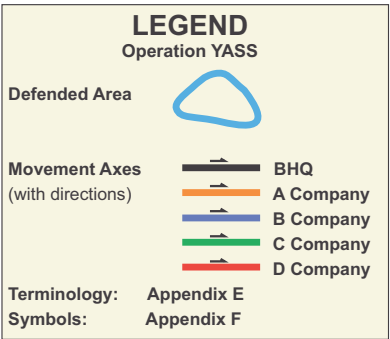 LEGEND
Operation YASS
Defended Area
Movement Axes
(with directions)
BHQ
A Company
B Company
C Company
D Company
Terminology: Appendix E
Symbols: Appendix F